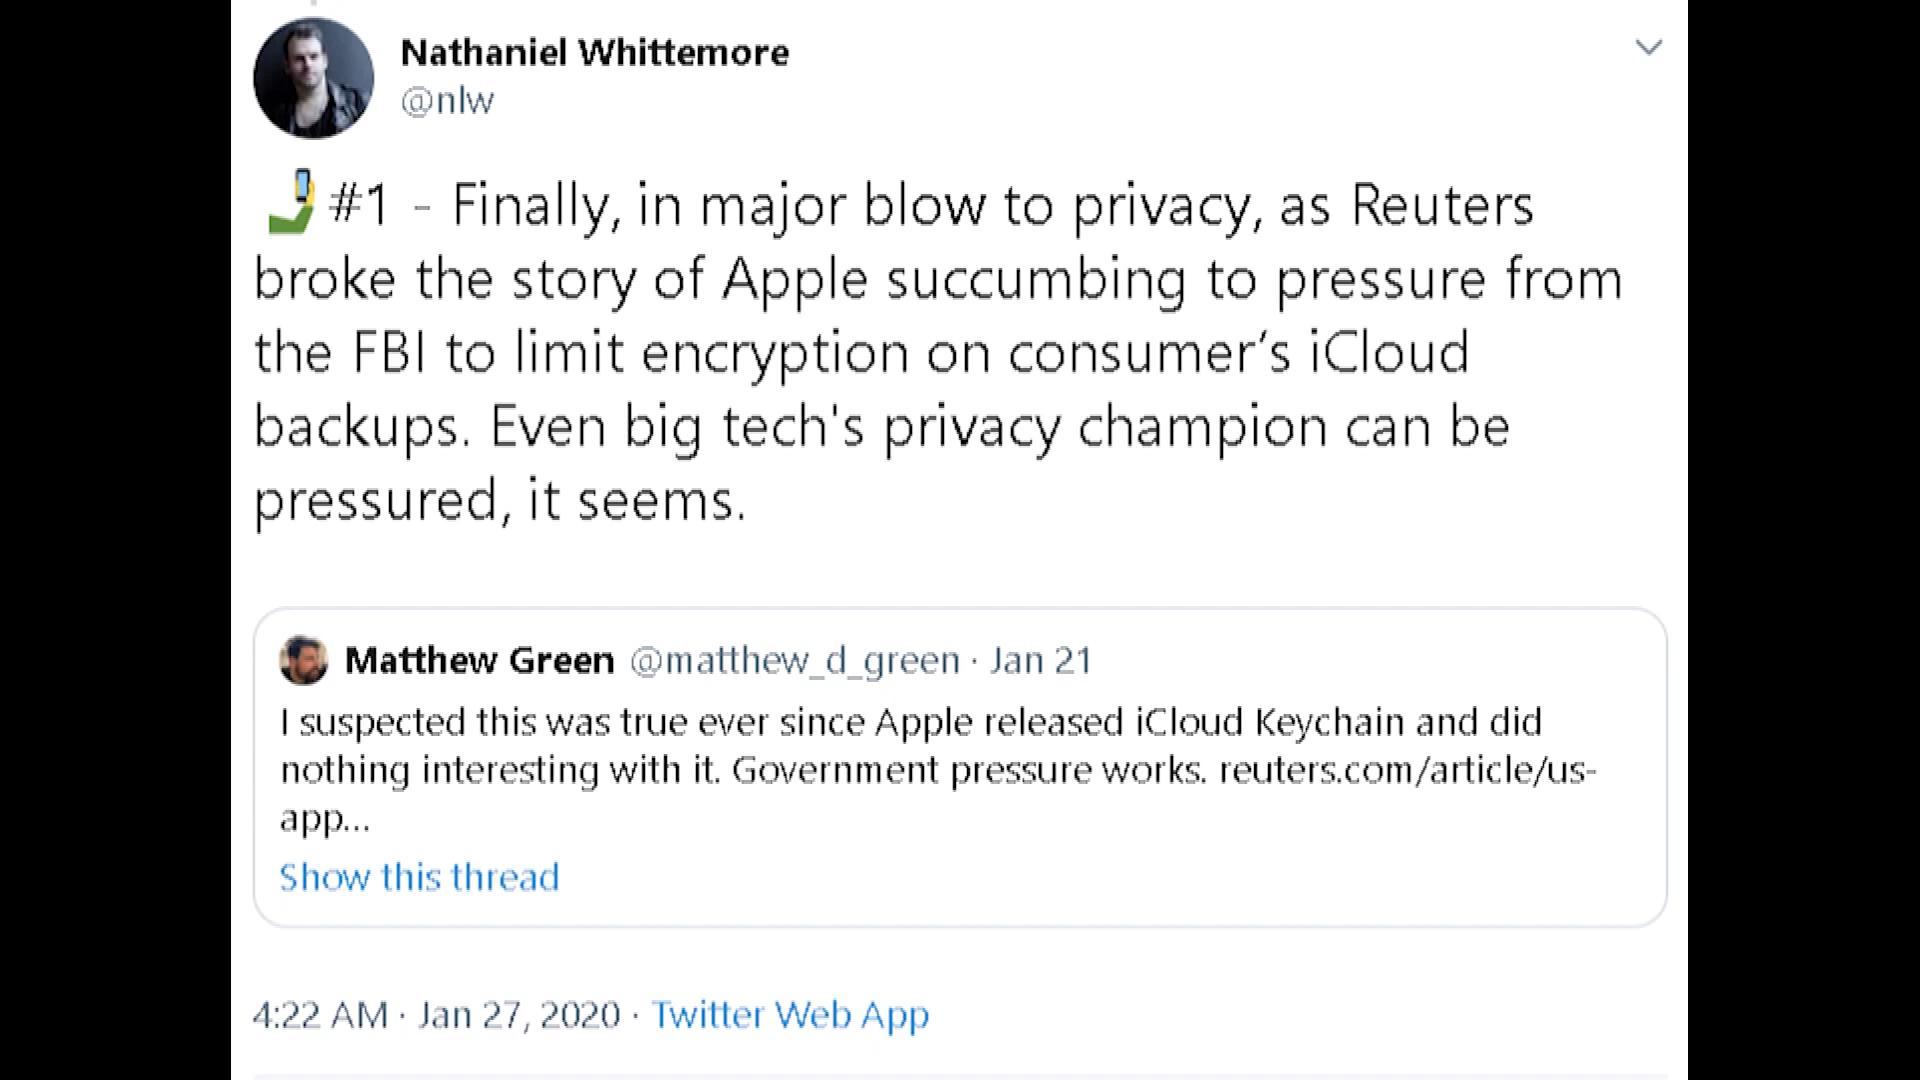 Nathaniel Whittemore
@nlw
🤳#1 - Finally, in major blow to privacy, as Reuters
broke the story of Apple succumbing to pressure from
the FBI to limit encryption on consumer’s iCloud
backups. Even big tech's privacy champion can be
pressured, it seems.
Matthew Green @matthew_d_green · Jan 21
I suspected this was true ever since Apple released iCloud Keychain and did
nothing interesting with it. Government pressure works. reuters.com/article/us-
app...
Show this thread
4:22 AM · Jan 27, 2020 · Twitter Web App